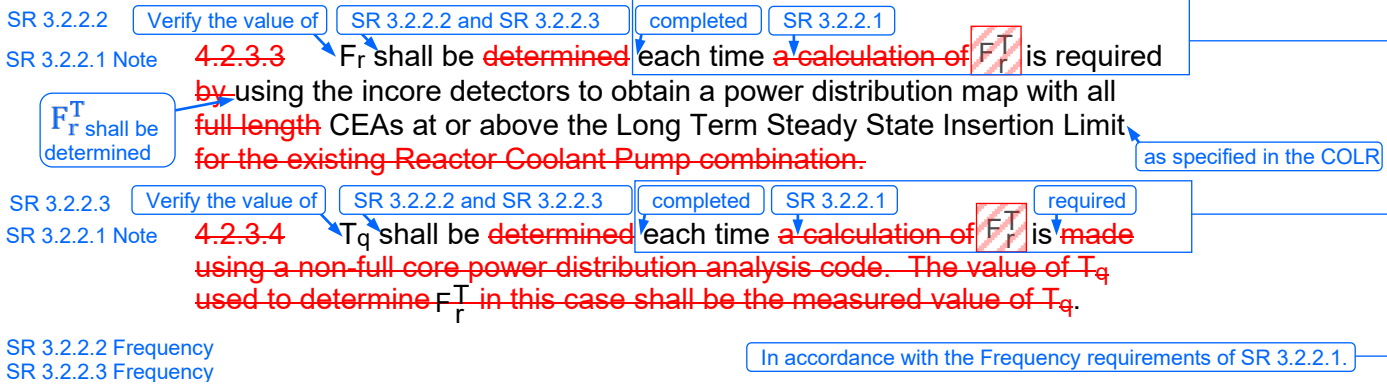 SR 3.2.2.2 Verify the value of SR 3.2.2.2 and SR 3.2.2.3 completed SR 3.2.2.1
SR 3.2.2.1 Note 4.2.3.3 Fr shall be determined each time a calculation of F T r is required
by using the incore detectors to obtain a power distribution map with all
F T r shall be determined
full length CEAs at or above the Long Term Steady State Insertion Limit
for the existing Reactor Coolant Pump combination.
as specified in the COLR
SR 3.2.2.3 Verify the value of SR 3.2.2.2 and SR 3.2.2.3 completed SR 3.2.2.1 required
SR 3.2.2.1 Note 4.2.3.4 Tq shall be determined each time a calculation of F T r is made
using a non-full core power distribution analysis code. The value of Tq
used to determine F T r in this case shall be the measured value of Tq.
SR 3.2.2.2 Frequency
SR 3.2.2.3 Frequency
In accordance with the Frequency requirements of SR 3.2.2.1.